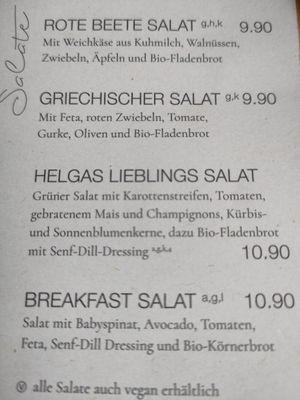 Salate
ROTE BEETE SALAT g,h,k 9.90
Mit Weichkäse aus Kuhmilch, Walnüssen,
Zwiebeln, Äpfeln und Bio-Fladenbrot
GRIECHISCHER SALAT g,k 9.90
Mit Feta, roten Zwiebeln, Tomate,
Gurke, Oliven und Bio-Fladenbrot
HELGAS LIEBLINGS SALAT
Grüner Salat mit Karottenstreifen, Tomaten,
gebratenem Mais und Champignons, Kürbis-
und Sonnenblumenkerne, dazu Bio-Fladenbrot
mit Senf-Dill-Dressing 10.90
BREAKFAST SALAT a,g,l 10.90
Salat mit Babyspinat, Avocado, Tomaten,
Feta, Senf-Dill Dressing und Bio-Körnerbrot
Ⓥ alle Salate auch vegan erhältlich